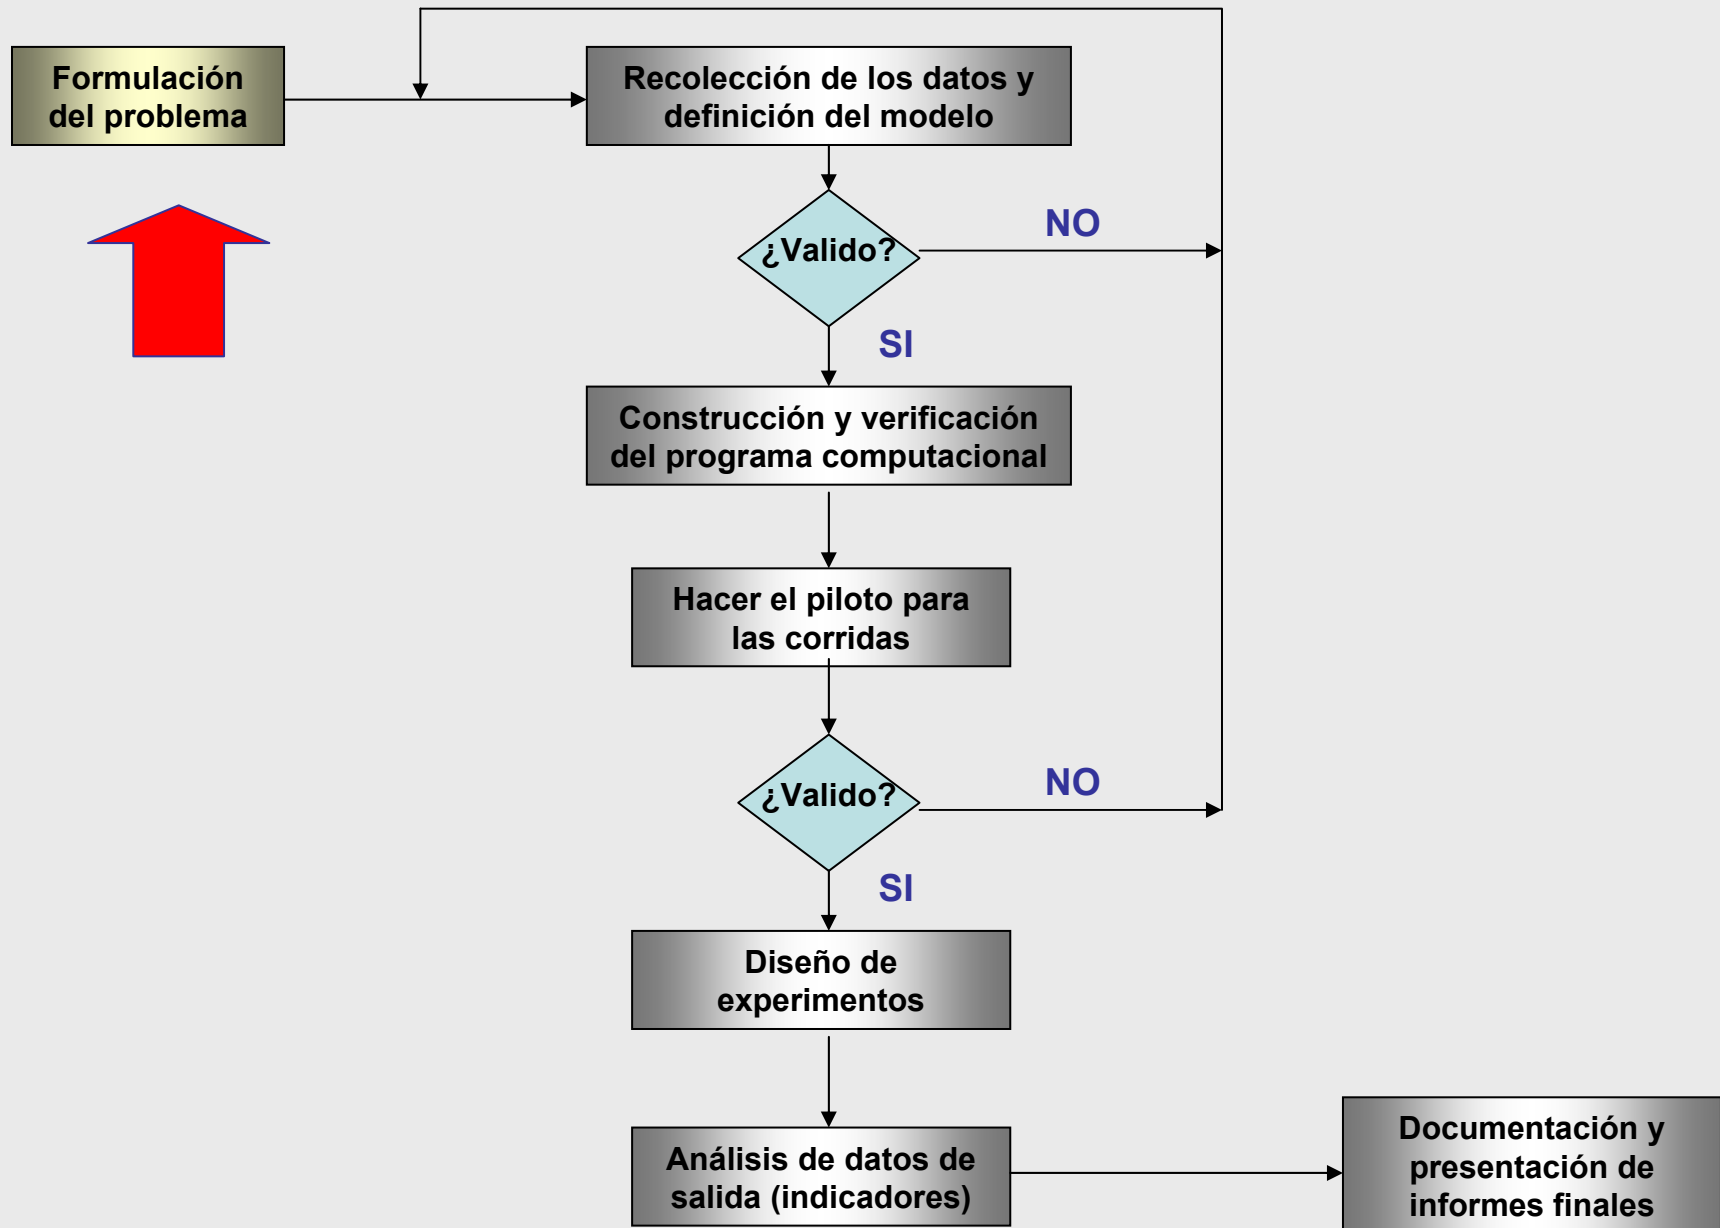 Formulación
del problema
Recolección de los datos y
definición del modelo
¿Valido?
NO
SI
Construcción y verificación
del programa computacional
Hacer el piloto para
las corridas
¿Valido?
NO
SI
Diseño de
experimentos
Análisis de datos de
salida (indicadores)
Documentación y
presentación de
informes finales